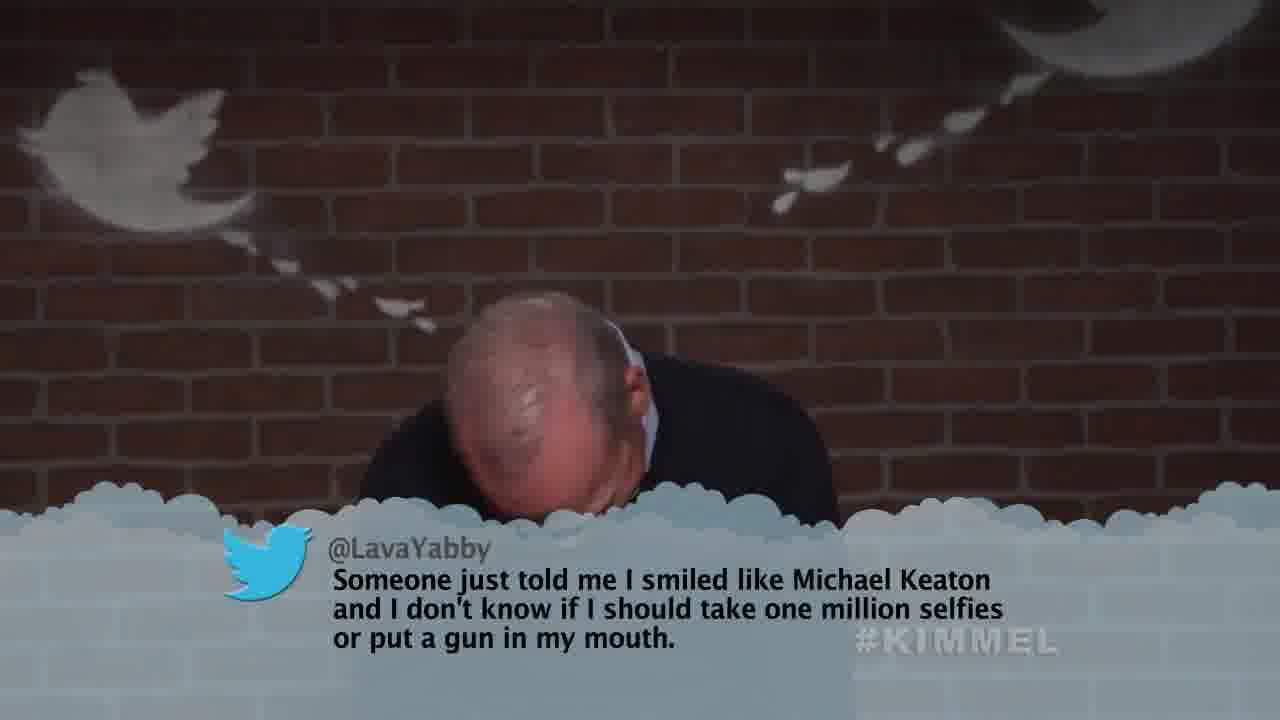 @LavaYabby
Someone just told me I smiled like Michael Keaton
and I don't know if I should take one million selfies
or put a gun in my mouth.
#KIMMEL